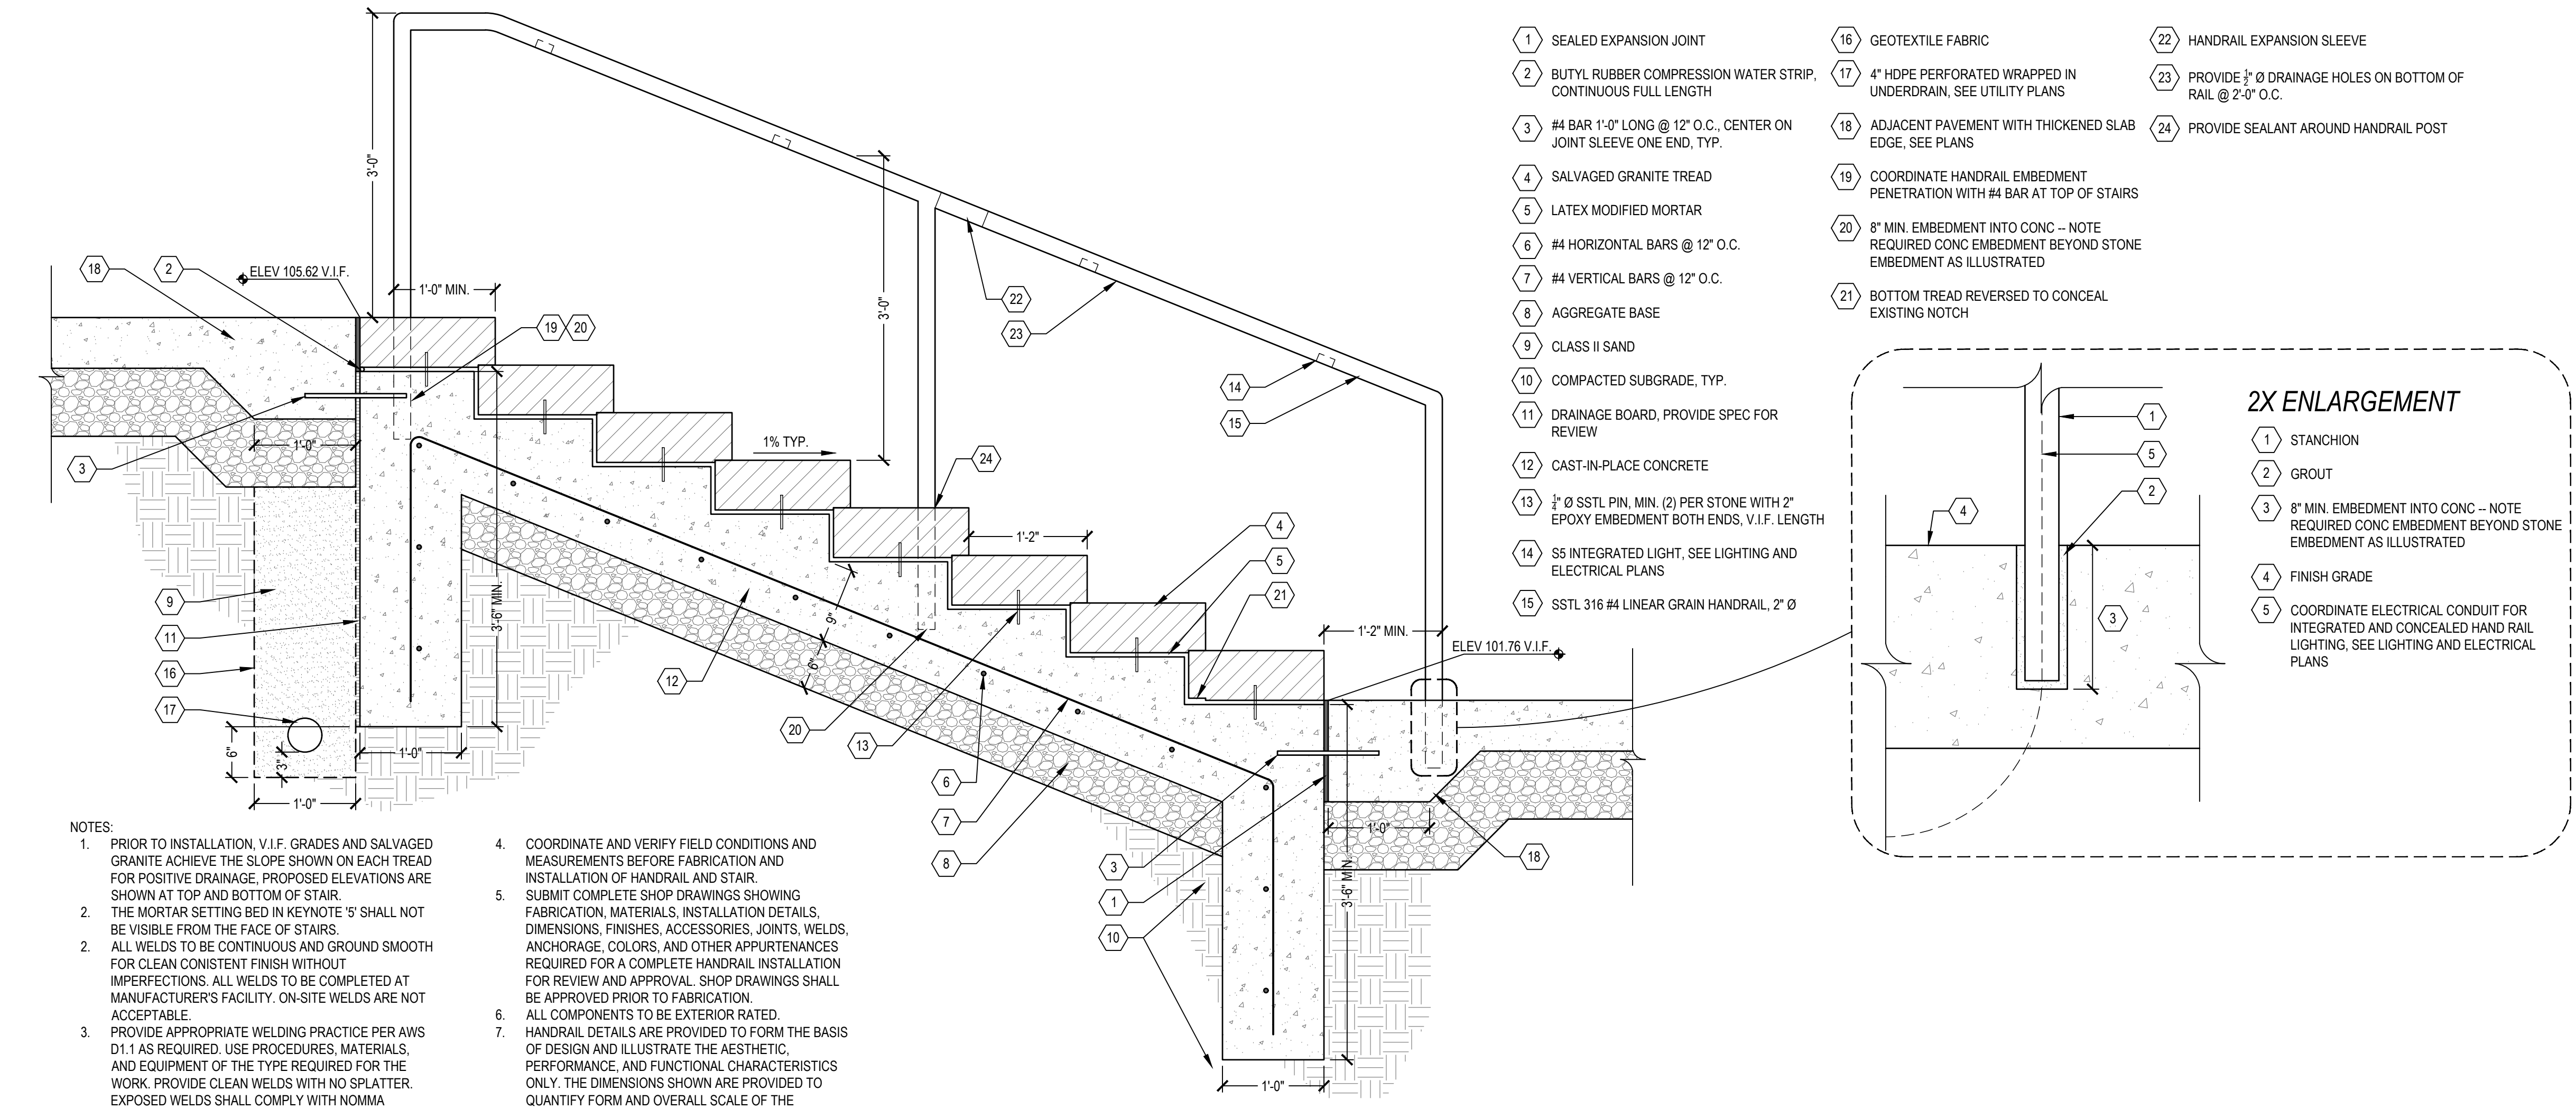 3'-0"
ELEV 105.62 V.I.F.
1'-0" MIN.
18
2
19
20
3'-0"
22
23
14
15
3
1'-0"
1% TYP.
24
1'-2"
4
5
21
9
11
16
17
3'-6" MIN.
9"
6"
12
20
13
6
7
8
6"
3"
1'-0"
1'-0"
1'-2" MIN.
ELEV 101.76 V.I.F.
1'-0"
18
3
1
10
3'-6" MIN.
1'-0"
1 SEALED EXPANSION JOINT
2 BUTYL RUBBER COMPRESSION WATER STRIP,
CONTINUOUS FULL LENGTH
3 #4 BAR 1'-0" LONG @ 12" O.C., CENTER ON
JOINT SLEEVE ONE END, TYP.
4 SALVAGED GRANITE TREAD
5 LATEX MODIFIED MORTAR
6 #4 HORIZONTAL BARS @ 12" O.C.
7 #4 VERTICAL BARS @ 12" O.C.
8 AGGREGATE BASE
9 CLASS II SAND
10 COMPACTED SUBGRADE, TYP.
11 DRAINAGE BOARD, PROVIDE SPEC FOR
REVIEW
12 CAST-IN-PLACE CONCRETE
13 1/4" Ø SSTL PIN, MIN. (2) PER STONE WITH 2"
EPOXY EMBEDMENT BOTH ENDS, V.I.F. LENGTH
14 S5 INTEGRATED LIGHT, SEE LIGHTING AND
ELECTRICAL PLANS
15 SSTL 316 #4 LINEAR GRAIN HANDRAIL, 2" Ø
16 GEOTEXTILE FABRIC
17 4" HDPE PERFORATED WRAPPED IN
UNDERDRAIN, SEE UTILITY PLANS
18 ADJACENT PAVEMENT WITH THICKENED SLAB
EDGE, SEE PLANS
19 COORDINATE HANDRAIL EMBEDMENT
PENETRATION WITH #4 BAR AT TOP OF STAIRS
20 8" MIN. EMBEDMENT INTO CONC -- NOTE
REQUIRED CONC EMBEDMENT BEYOND STONE
EMBEDMENT AS ILLUSTRATED
21 BOTTOM TREAD REVERSED TO CONCEAL
EXISTING NOTCH
22 HANDRAIL EXPANSION SLEEVE
23 PROVIDE 1/2" Ø DRAINAGE HOLES ON BOTTOM OF
RAIL @ 2'-0" O.C.
24 PROVIDE SEALANT AROUND HANDRAIL POST
1
5
2
4
3
2X ENLARGEMENT
1 STANCHION
2 GROUT
3 8" MIN. EMBEDMENT INTO CONC -- NOTE
REQUIRED CONC EMBEDMENT BEYOND STONE
EMBEDMENT AS ILLUSTRATED
4 FINISH GRADE
5 COORDINATE ELECTRICAL CONDUIT FOR
INTEGRATED AND CONCEALED HAND RAIL
LIGHTING, SEE LIGHTING AND ELECTRICAL
PLANS
NOTES:
1. PRIOR TO INSTALLATION, V.I.F. GRADES AND SALVAGED
GRANITE ACHIEVE THE SLOPE SHOWN ON EACH TREAD
FOR POSITIVE DRAINAGE, PROPOSED ELEVATIONS ARE
SHOWN AT TOP AND BOTTOM OF STAIR.
2. THE MORTAR SETTING BED IN KEYNOTE '5' SHALL NOT
BE VISIBLE FROM THE FACE OF STAIRS.
2. ALL WELDS TO BE CONTINUOUS AND GROUND SMOOTH
FOR CLEAN CONISTENT FINISH WITHOUT
IMPERFECTIONS. ALL WELDS TO BE COMPLETED AT
MANUFACTURER'S FACILITY. ON-SITE WELDS ARE NOT
ACCEPTABLE.
3. PROVIDE APPROPRIATE WELDING PRACTICE PER AWS
D1.1 AS REQUIRED. USE PROCEDURES, MATERIALS,
AND EQUIPMENT OF THE TYPE REQUIRED FOR THE
WORK. PROVIDE CLEAN WELDS WITH NO SPLATTER.
EXPOSED WELDS SHALL COMPLY WITH NOMMA
4. COORDINATE AND VERIFY FIELD CONDITIONS AND
MEASUREMENTS BEFORE FABRICATION AND
INSTALLATION OF HANDRAIL AND STAIR.
5. SUBMIT COMPLETE SHOP DRAWINGS SHOWING
FABRICATION, MATERIALS, INSTALLATION DETAILS,
DIMENSIONS, FINISHES, ACCESSORIES, JOINTS, WELDS,
ANCHORAGE, COLORS, AND OTHER APPURTENANCES
REQUIRED FOR A COMPLETE HANDRAIL INSTALLATION
FOR REVIEW AND APPROVAL. SHOP DRAWINGS SHALL
BE APPROVED PRIOR TO FABRICATION.
6. ALL COMPONENTS TO BE EXTERIOR RATED.
7. HANDRAIL DETAILS ARE PROVIDED TO FORM THE BASIS
OF DESIGN AND ILLUSTRATE THE AESTHETIC,
PERFORMANCE, AND FUNCTIONAL CHARACTERISTICS
ONLY. THE DIMENSIONS SHOWN ARE PROVIDED TO
QUANTIFY FORM AND OVERALL SCALE OF THE